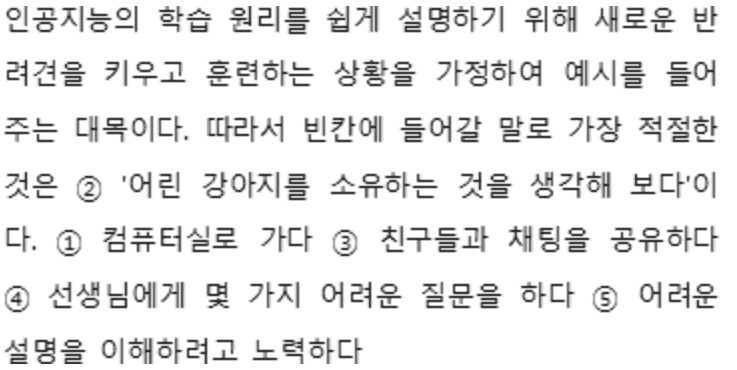 인공지능의 학습 원리를 쉽게 설명하기 위해 새로운 반
려견을 키우고 훈련하는 상황을 가정하여 예시를 들어
주는 대목이다. 따라서 빈칸에 들어갈 말로 가장 적절한
것은 ② '어린 강아지를 소유하는 것을 생각해 보다'이
다. ① 컴퓨터실로 가다 ③ 친구들과 채팅을 공유하다
④ 선생님에게 몇 가지 어려운 질문을 하다 ⑤ 어려운
설명을 이해하려고 노력하다